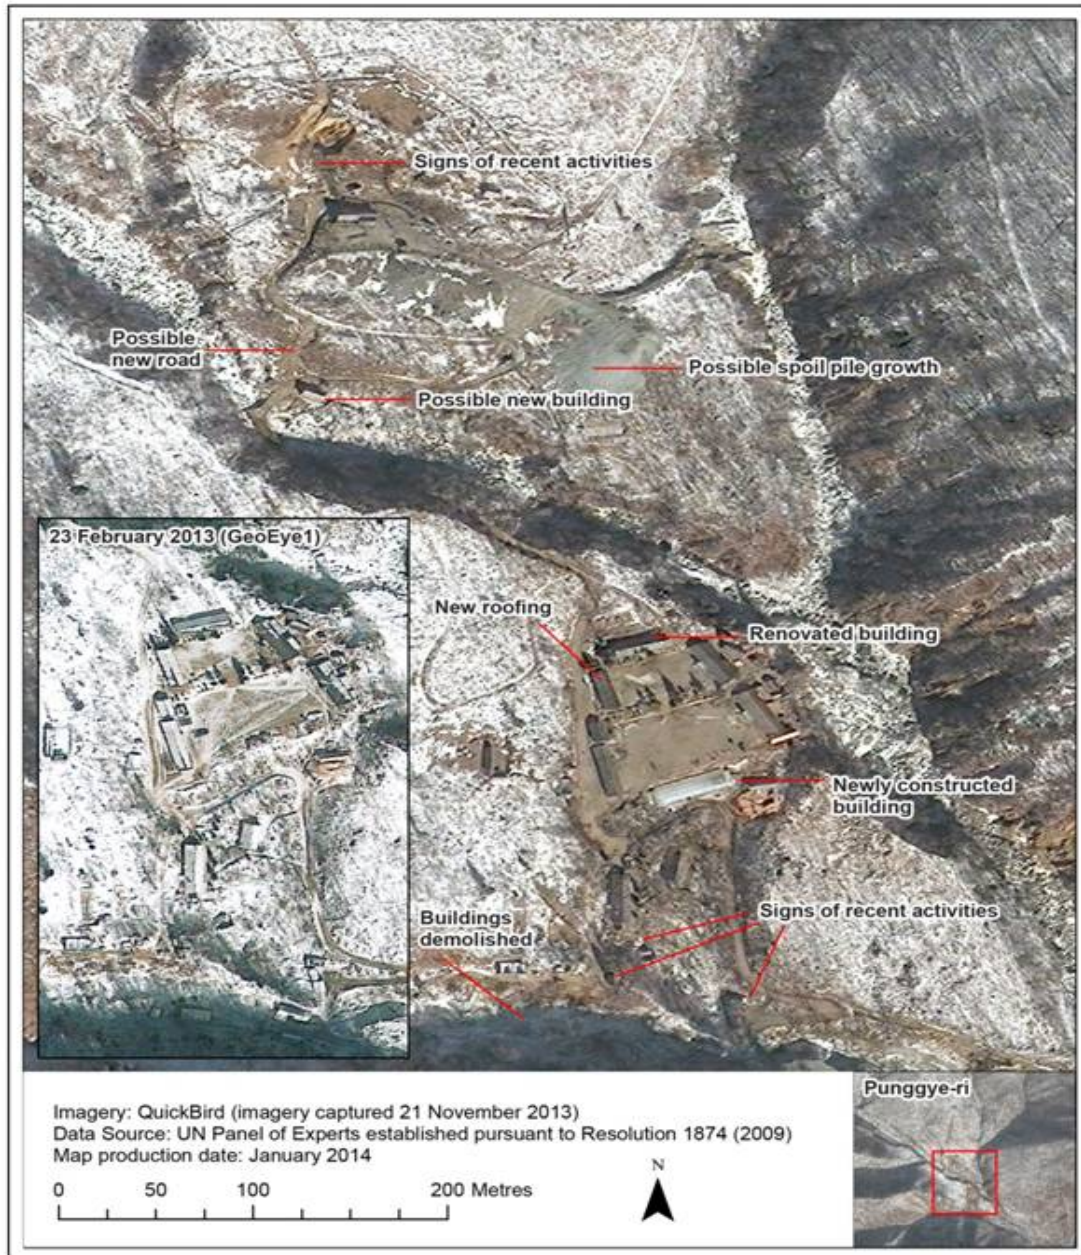 Signs of recent activities
Possible
new road
Possible spoil pile growth
Possible new building
23 February 2013 (GeoEye1)
New roofing
Renovated building
Newly constructed
building
Buildings
demolished
Signs of recent activities
Imagery: QuickBird (imagery captured 21 November 2013)
Data Source: UN Panel of Experts established pursuant to Resolution 1874 (2009)
Map production date: January 2014
0 50 100 200 Metres
N
Punggye-ri